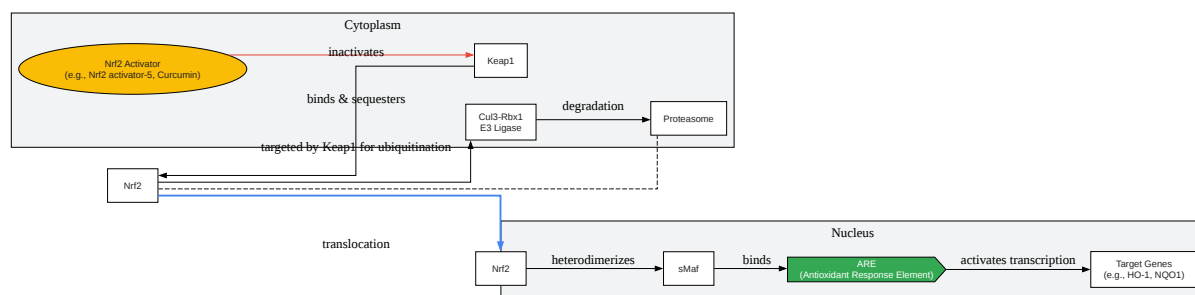 Cytoplasm
Nrf2 Activator
(e.g., Nrf2 activator-5, Curcumin)
inactivates
Keap1
binds & sequesters
Cul3-Rbx1
E3 Ligase
degradation
Proteasome
targeted by Keap1 for ubiquitination
Nrf2
Nucleus
translocation
Nrf2
heterodimerizes
sMaf
binds
ARE
(Antioxidant Response Element)
activates transcription
Target Genes
(e.g., HO-1, NQO1)